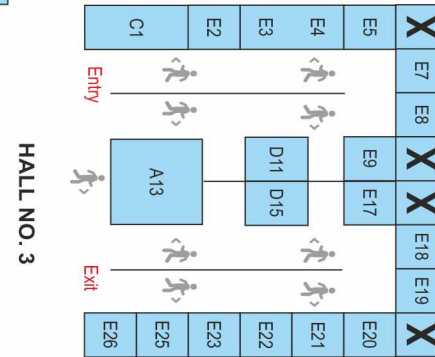 C1
E2
E3
E4
E5
X
E7
E8
X
X
E18
E19
X
Entry
A13
D11
D15
E9
E17
Exit
E26
E25
E23
E22
E21
E20
HALL NO. 3